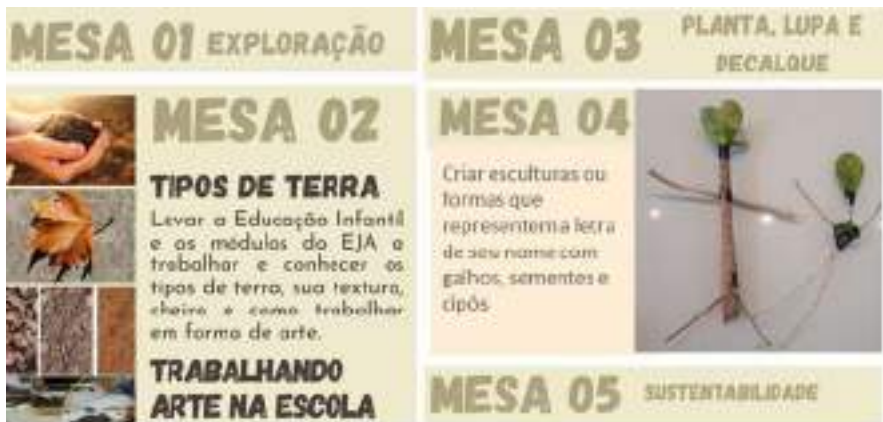 MESA 01 EXPLORAÇÃO
MESA 02
TIPOS DE TERRA
Levar a Educação Infantil
e os módulos do EJA a
trabalhar e conhecer os
tipos de terra, sua textura,
cheiro e como trabalhar
em forma de arte.
TRABALHANDO
ARTE NA ESCOLA
MESA 03 PLANTA, LUPA E
DECALQUE
MESA 04
Criar esculturas ou
formas que
representem a letra
de seu nome com
galhos, sementes e
cipós
MESA 05 SUSTENTABILIDADE